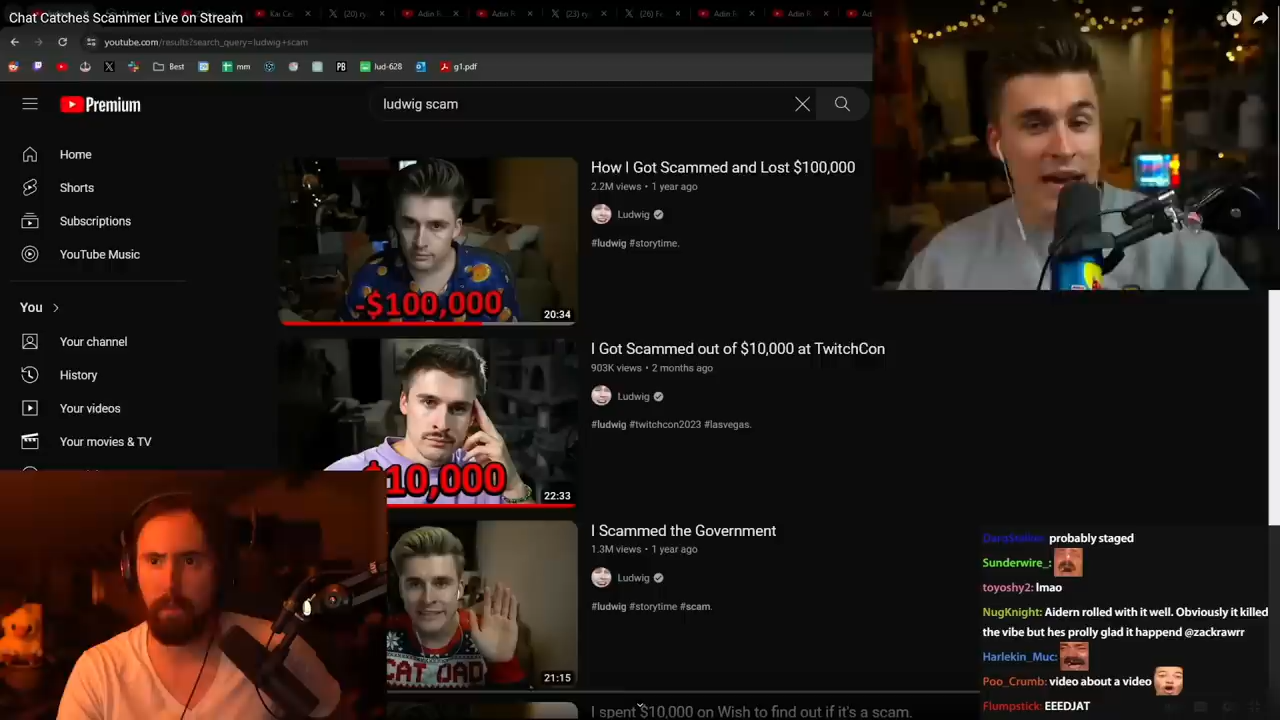 Chat Catches Scammer Live on Stream
youtube.com/results?search_query=ludwig+scam
Best
mm
PB
lud-628
g1.pdf
Premium
ludwig scam
Home
Shorts
Subscriptions
YouTube Music
You
Your channel
History
Your videos
Your movies & TV
-$100,000
20:34
How I Got Scammed and Lost $100,000
2.2M views • 1 year ago
Ludwig
#ludwig #storytime.
$10,000
22:33
I Got Scammed out of $10,000 at TwitchCon
903K views • 2 months ago
Ludwig
#ludwig #twitchcon2023 #lasvegas.
CAT DAD
21:15
I Scammed the Government
1.3M views • 1 year ago
Ludwig
#ludwig #storytime #scam.
I spent $10,000 on Wish to find out if it's a scam.
probably staged
Sunderwire_:
toyoshy2: lmao
NugKnight: Aidern rolled with it well. Obviously it killed
the vibe but hes prolly glad it happend @zackrawrr
Harlekin_Muc:
Poo_Crumb: video about a video
Flumpstick: EEEDJAT